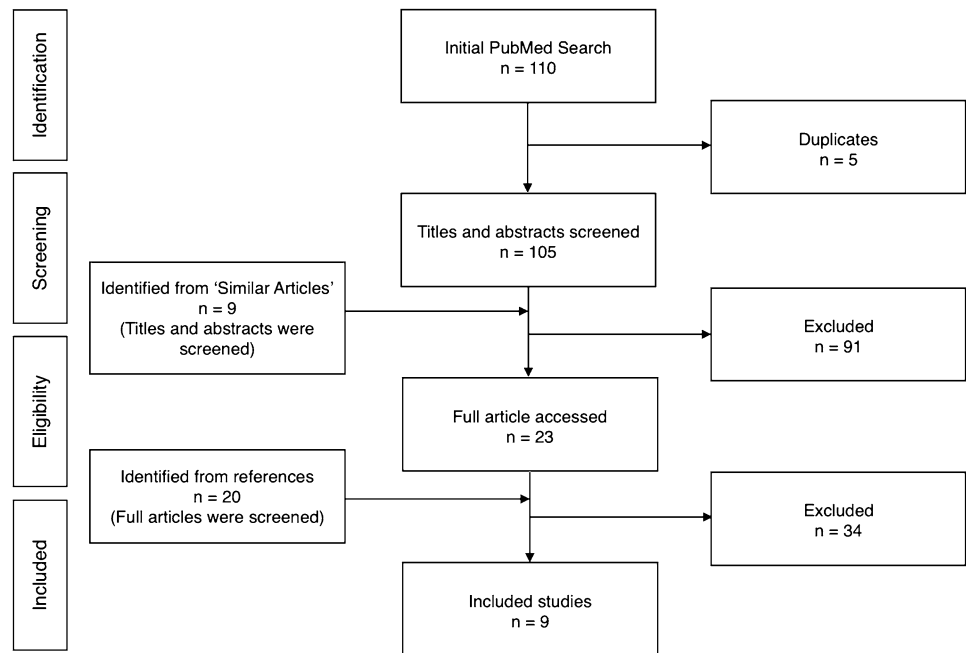 Identification
Initial PubMed Search
n = 110
Duplicates
n = 5
Screening
Titles and abstracts screened
n = 105
Identified from ‘Similar Articles’
n = 9
(Titles and abstracts were
screened)
Excluded
n = 91
Eligibility
Full article accessed
n = 23
Identified from references
n = 20
(Full articles were screened)
Excluded
n = 34
Included
Included studies
n = 9